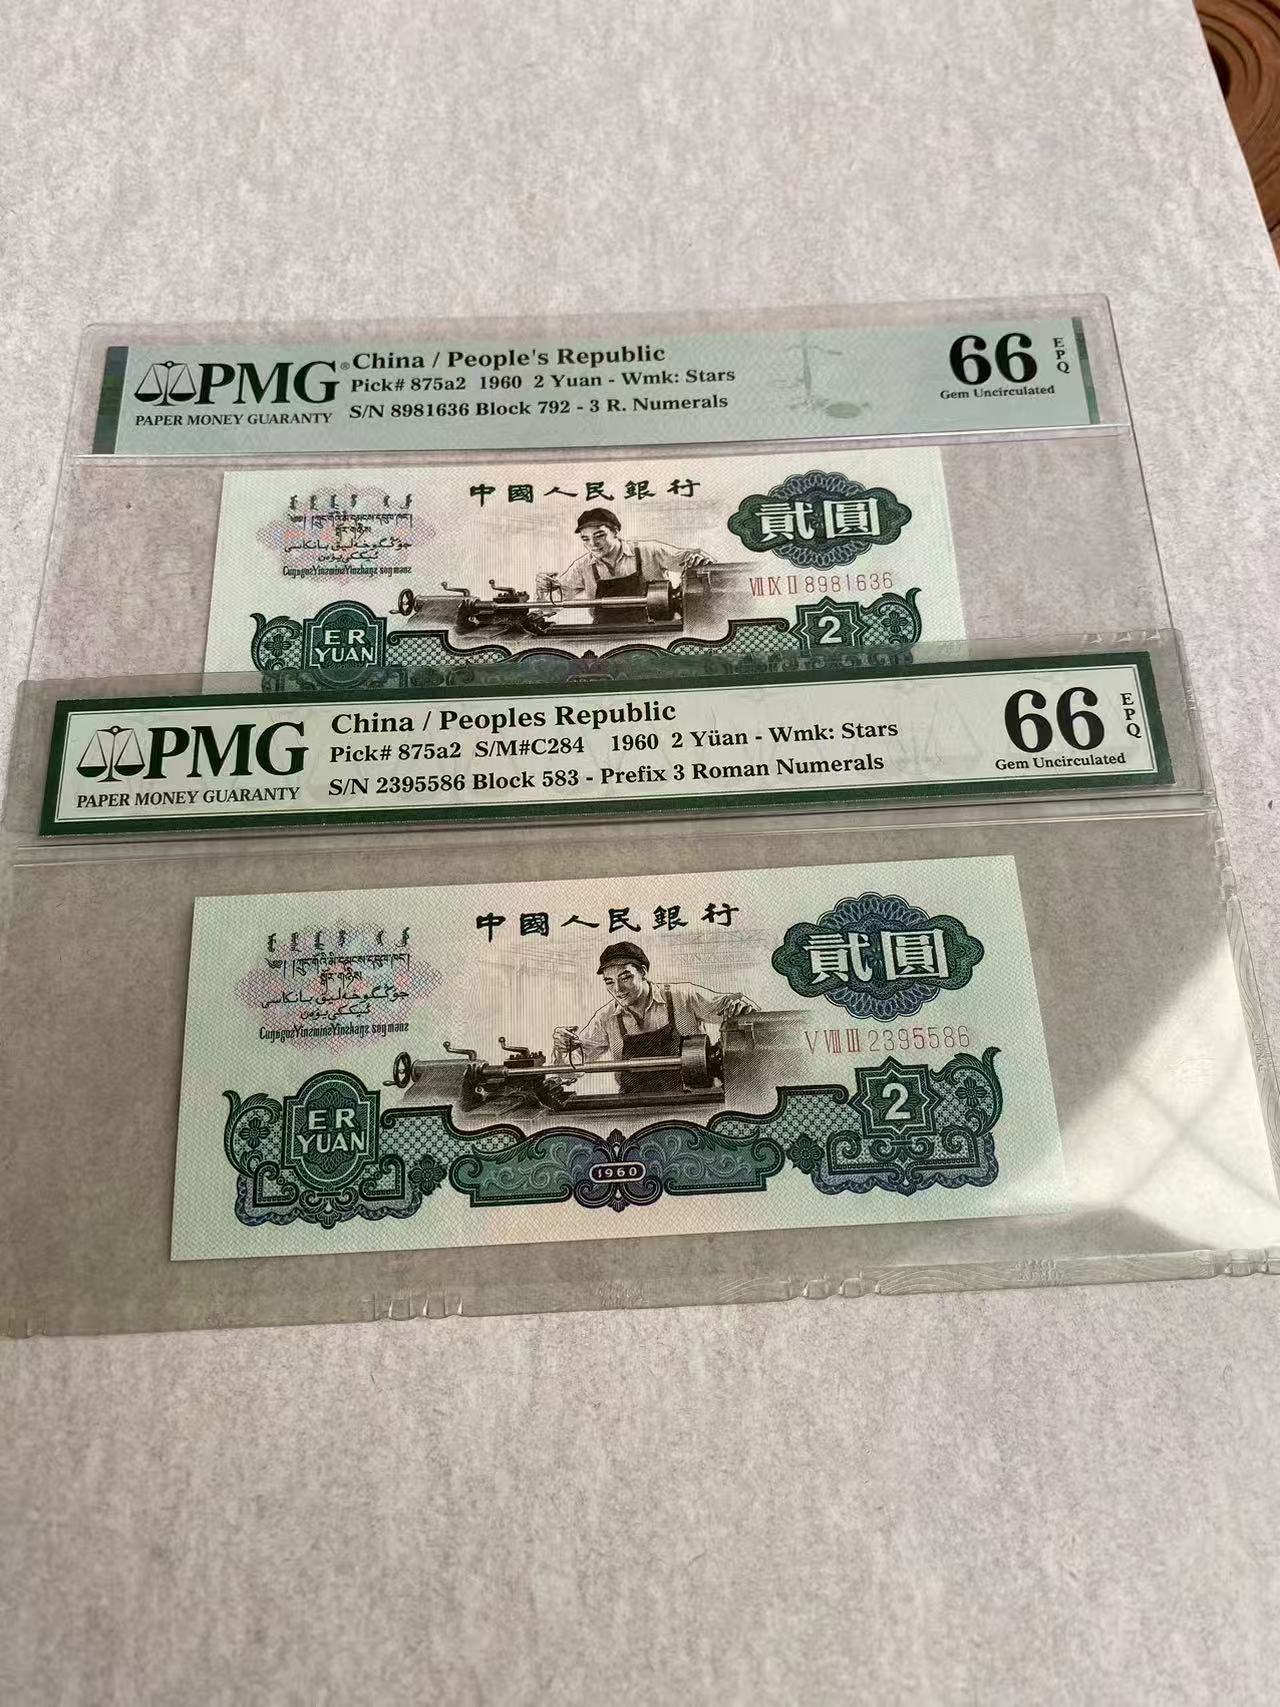 PMG®
PAPER MONEY GUARANTY
China / People's Republic
Pick# 875a2 1960 2 Yuan - Wmk: Stars
S/N 8981636 Block 792 - 3 R. Numerals
66
EPQ
Gem Uncirculated
中國人民銀行
貳圓
CunggozYinzminzYinzhangz sog maenz
VII IX II 8981636
ER
YUAN
2
PMG
PAPER MONEY GUARANTY
China / Peoples Republic
Pick# 875a2 S/M#C284 1960 2 Yüan - Wmk: Stars
S/N 2395586 Block 583 - Prefix 3 Roman Numerals
66
EPQ
Gem Uncirculated
中國人民銀行
貳圓
V VIII III 2395586
ER
YUAN
1960
2